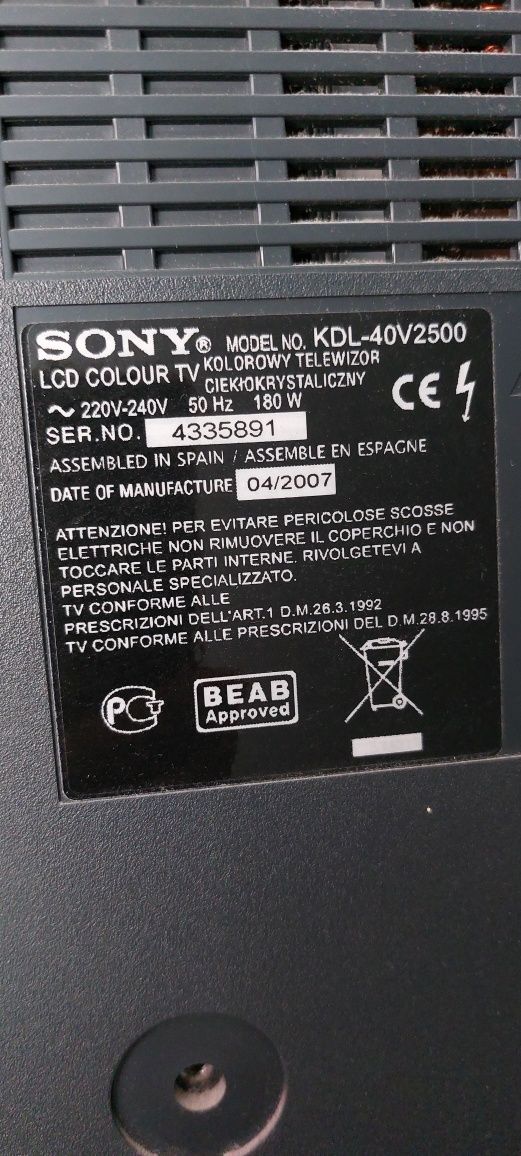 SONY® MODEL NO. KDL-40V2500
LCD COLOUR TV KOLOROWY TELEWIZOR
CIEKŁOKRYSTALICZNY
CE
~ 220V-240V 50 Hz 180 W
SER.NO. 4335891
ASSEMBLED IN SPAIN / ASSEMBLE EN ESPAGNE
DATE OF MANUFACTURE 04/2007
ATTENZIONE! PER EVITARE PERICOLOSE SCOSSE
ELETTRICHE NON RIMUOVERE IL COPERCHIO E NON
TOCCARE LE PARTI INTERNE. RIVOLGETEVI A
PERSONALE SPECIALIZZATO.
TV CONFORME ALLE
PRESCRIZIONI DELL'ART.1 D.M.26.3.1992
TV CONFORME ALLE PRESCRIZIONI DEL D.M.28.8.1995
PCT
BEAB
Approved